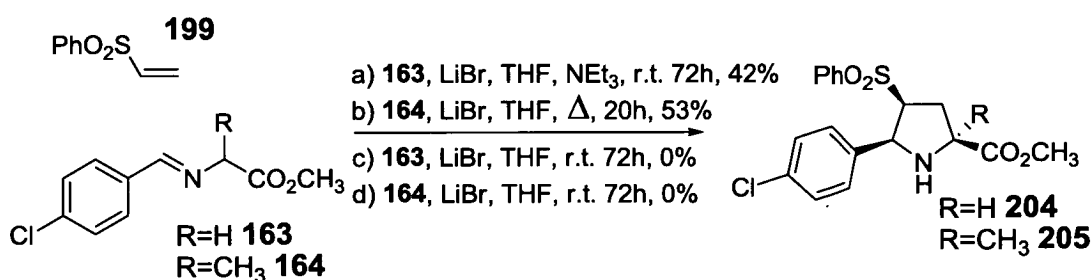 199
PhO₂S
a) 163, LiBr, THF, NEt₃, r.t. 72h, 42%
b) 164, LiBr, THF, Δ, 20h, 53%
c) 163, LiBr, THF, r.t. 72h, 0%
d) 164, LiBr, THF, r.t. 72h, 0%
R
N
CO₂CH₃
Cl
R=H 163
R=CH₃ 164
PhO₂S
R
N
H
CO₂CH₃
Cl
R=H 204
R=CH₃ 205